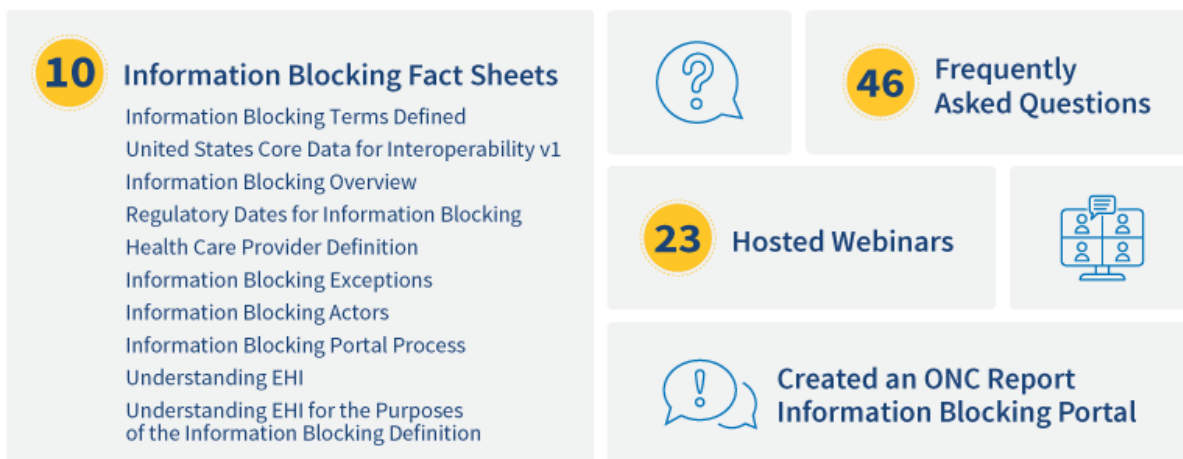 10 Information Blocking Fact Sheets
Information Blocking Terms Defined
United States Core Data for Interoperability v1
Information Blocking Overview
Regulatory Dates for Information Blocking
Health Care Provider Definition
Information Blocking Exceptions
Information Blocking Actors
Information Blocking Portal Process
Understanding EHI
Understanding EHI for the Purposes
of the Information Blocking Definition
?
46
Frequently
Asked Questions
23 Hosted Webinars
!
Created an ONC Report
Information Blocking Portal